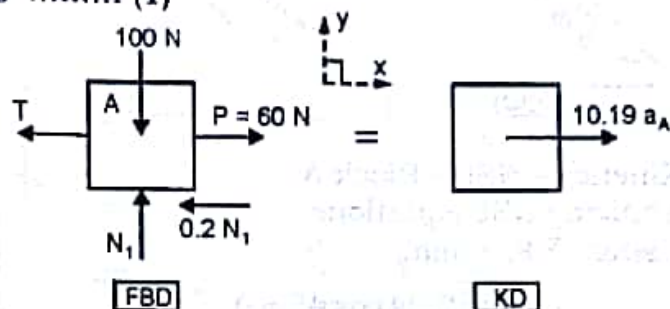 100 N
y
x
T
A
P = 60 N
=
10.19 a_A
N₁
0.2 N₁
FBD
KD